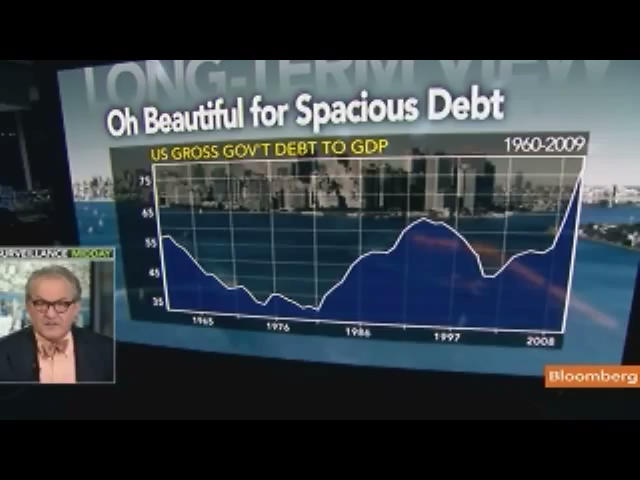 LONG-TERM VIEW
Oh Beautiful for Spacious Debt
US GROSS GOV'T DEBT TO GDP
1960-2009
75
65
55
45
35
1965
1976
1986
1997
2008
SURVEILLANCE MIDDAY
Bloomberg